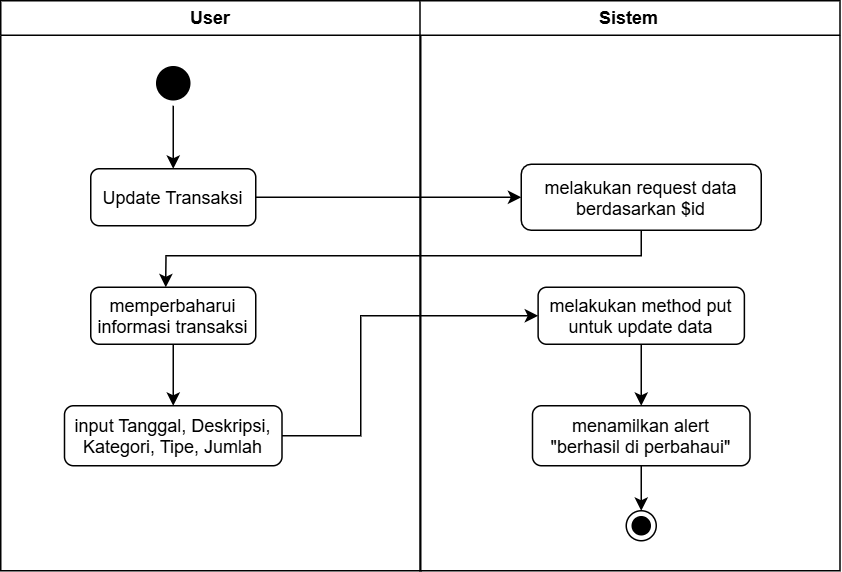 User
Sistem
Update Transaksi
melakukan request data
berdasarkan $id
memperbaharui
informasi transaksi
input Tanggal, Deskripsi,
Kategori, Tipe, Jumlah
melakukan method put
untuk update data
menamilkan alert
"berhasil di perbahaui"